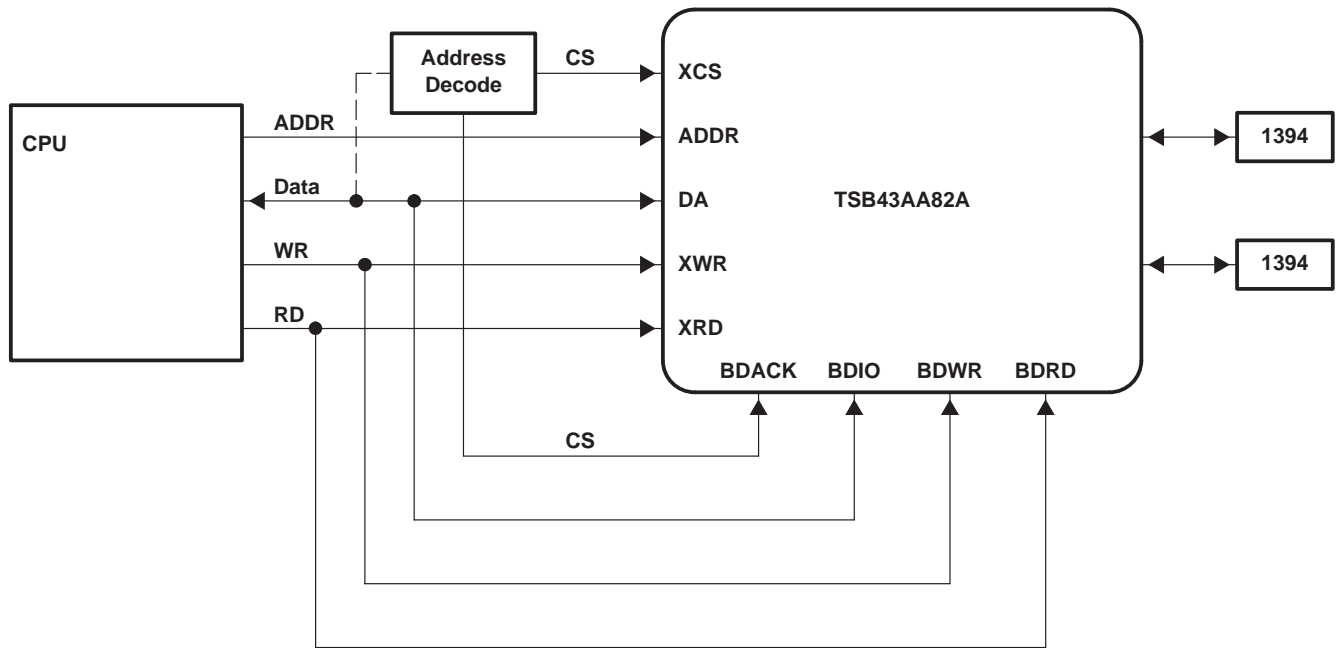 Address
Decode
CS
XCS
CPU
ADDR
ADDR
1394
Data
DA
TSB43AA82A
WR
XWR
1394
RD
XRD
BDACK
BDIO
BDWR
BDRD
CS